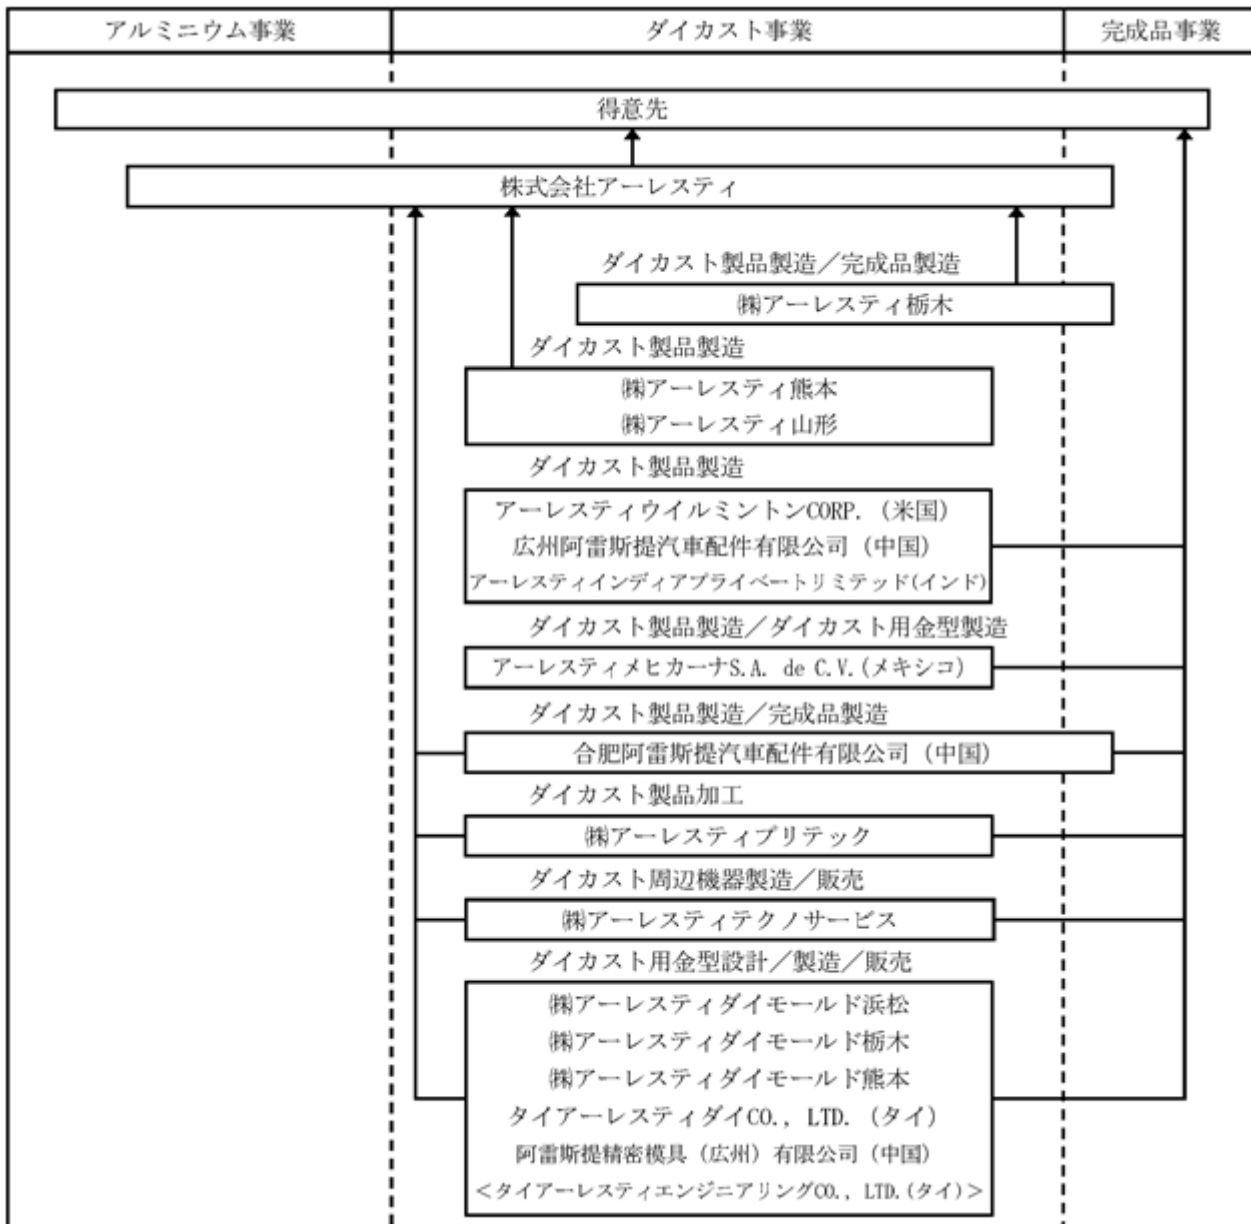 アルミニウム事業
ダイカスト事業
完成品事業
得意先
株式会社アーレスティ
ダイカスト製品製造／完成品製造
㈱アーレスティ栃木
ダイカスト製品製造
㈱アーレスティ熊本
㈱アーレスティ山形
ダイカスト製品製造
アーレスティウイルミントンCORP.（米国）
広州阿雷斯提汽車配件有限公司（中国）
アーレスティインディアプライベートリミテッド(インド)
ダイカスト製品製造／ダイカスト用金型製造
アーレスティメヒカーナS.A. de C.V.(メキシコ)
ダイカスト製品製造／完成品製造
合肥阿雷斯提汽車配件有限公司（中国）
ダイカスト製品加工
㈱アーレスティプリテック
ダイカスト周辺機器製造／販売
㈱アーレスティテクノサービス
ダイカスト用金型設計／製造／販売
㈱アーレスティダイモールド浜松
㈱アーレスティダイモールド栃木
㈱アーレスティダイモールド熊本
タイアーレスティダイCO., LTD.（タイ）
阿雷斯提精密模具（広州）有限公司（中国）
＜タイアーレスティエンジニアリングCO., LTD.(タイ)＞